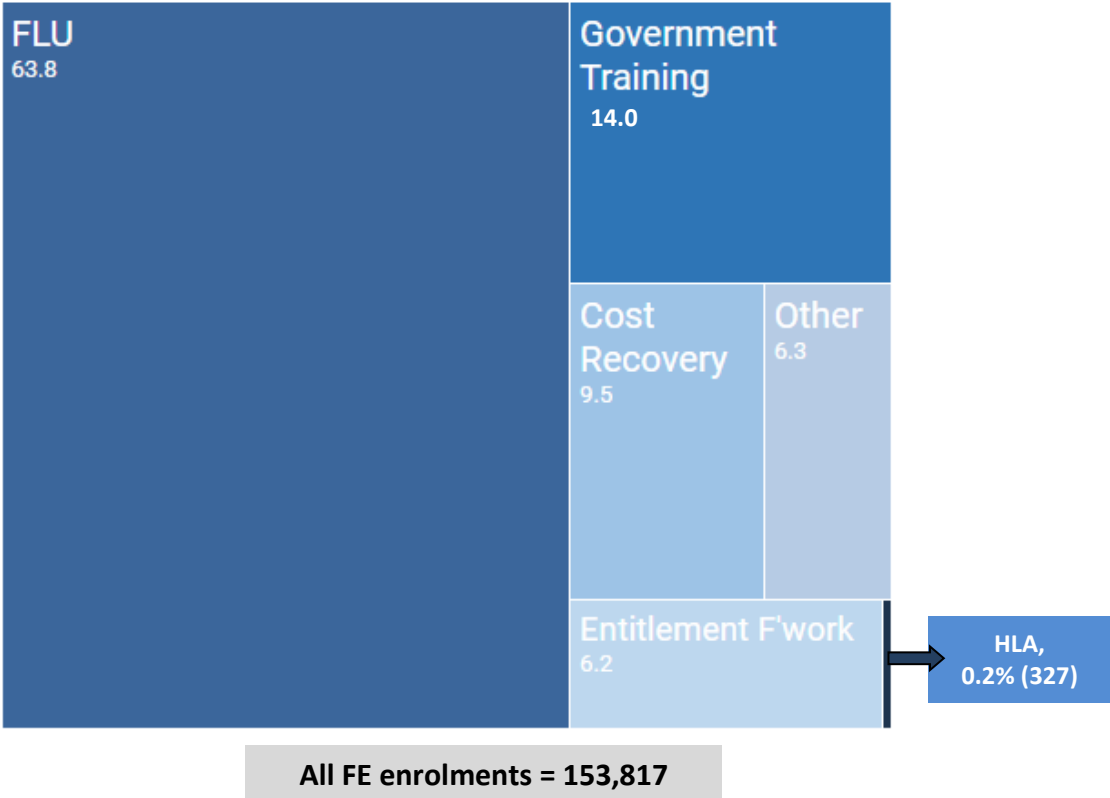 FLU
63.8
Government
Training
14.0
Cost
Recovery
9.5
Other
6.3
Entitlement F'work
6.2
HLA,
0.2% (327)
All FE enrolments = 153,817